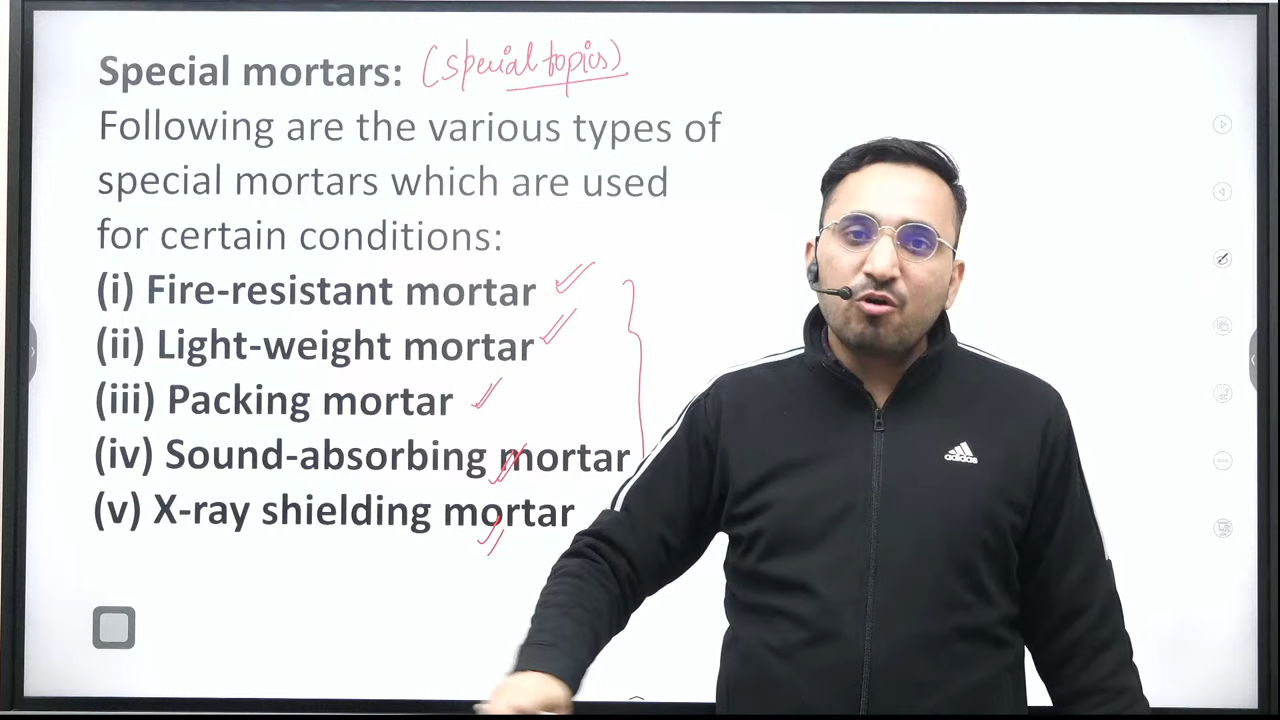 Special mortars: (special topics)
Following are the various types of
special mortars which are used
for certain conditions:
(i) Fire-resistant mortar
(ii) Light-weight mortar
(iii) Packing mortar
(iv) Sound-absorbing mortar
(v) X-ray shielding mortar
adidas